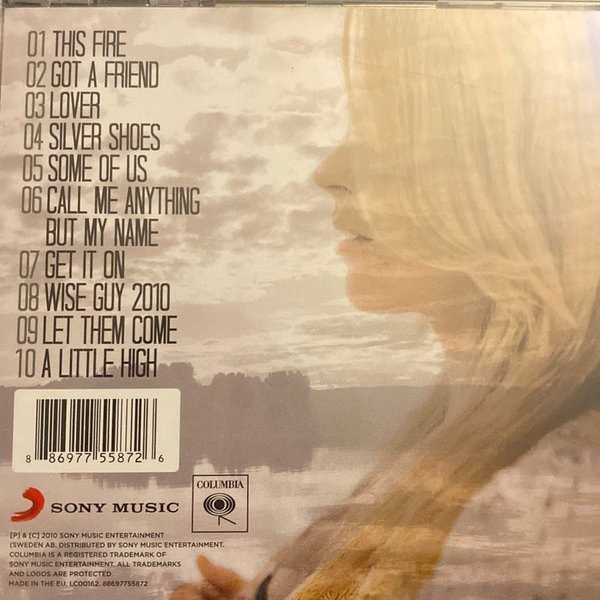 01 THIS FIRE
02 GOT A FRIEND
03 LOVER
04 SILVER SHOES
05 SOME OF US
06 CALL ME ANYTHING
BUT MY NAME
07 GET IT ON
08 WISE GUY 2010
09 LET THEM COME
10 A LITTLE HIGH
8 86977 55872 6
SONY MUSIC
COLUMBIA
[P] & [C] 2010 SONY MUSIC ENTERTAINMENT
(SWEDEN AB. DISTRIBUTED BY SONY MUSIC ENTERTAINMENT.
COLUMBIA IS A REGISTERED TRADEMARK OF
SONY MUSIC ENTERTAINMENT. ALL TRADEMARKS
AND LOGOS ARE PROTECTED.
MADE IN THE EU. LC00162. 88697755872